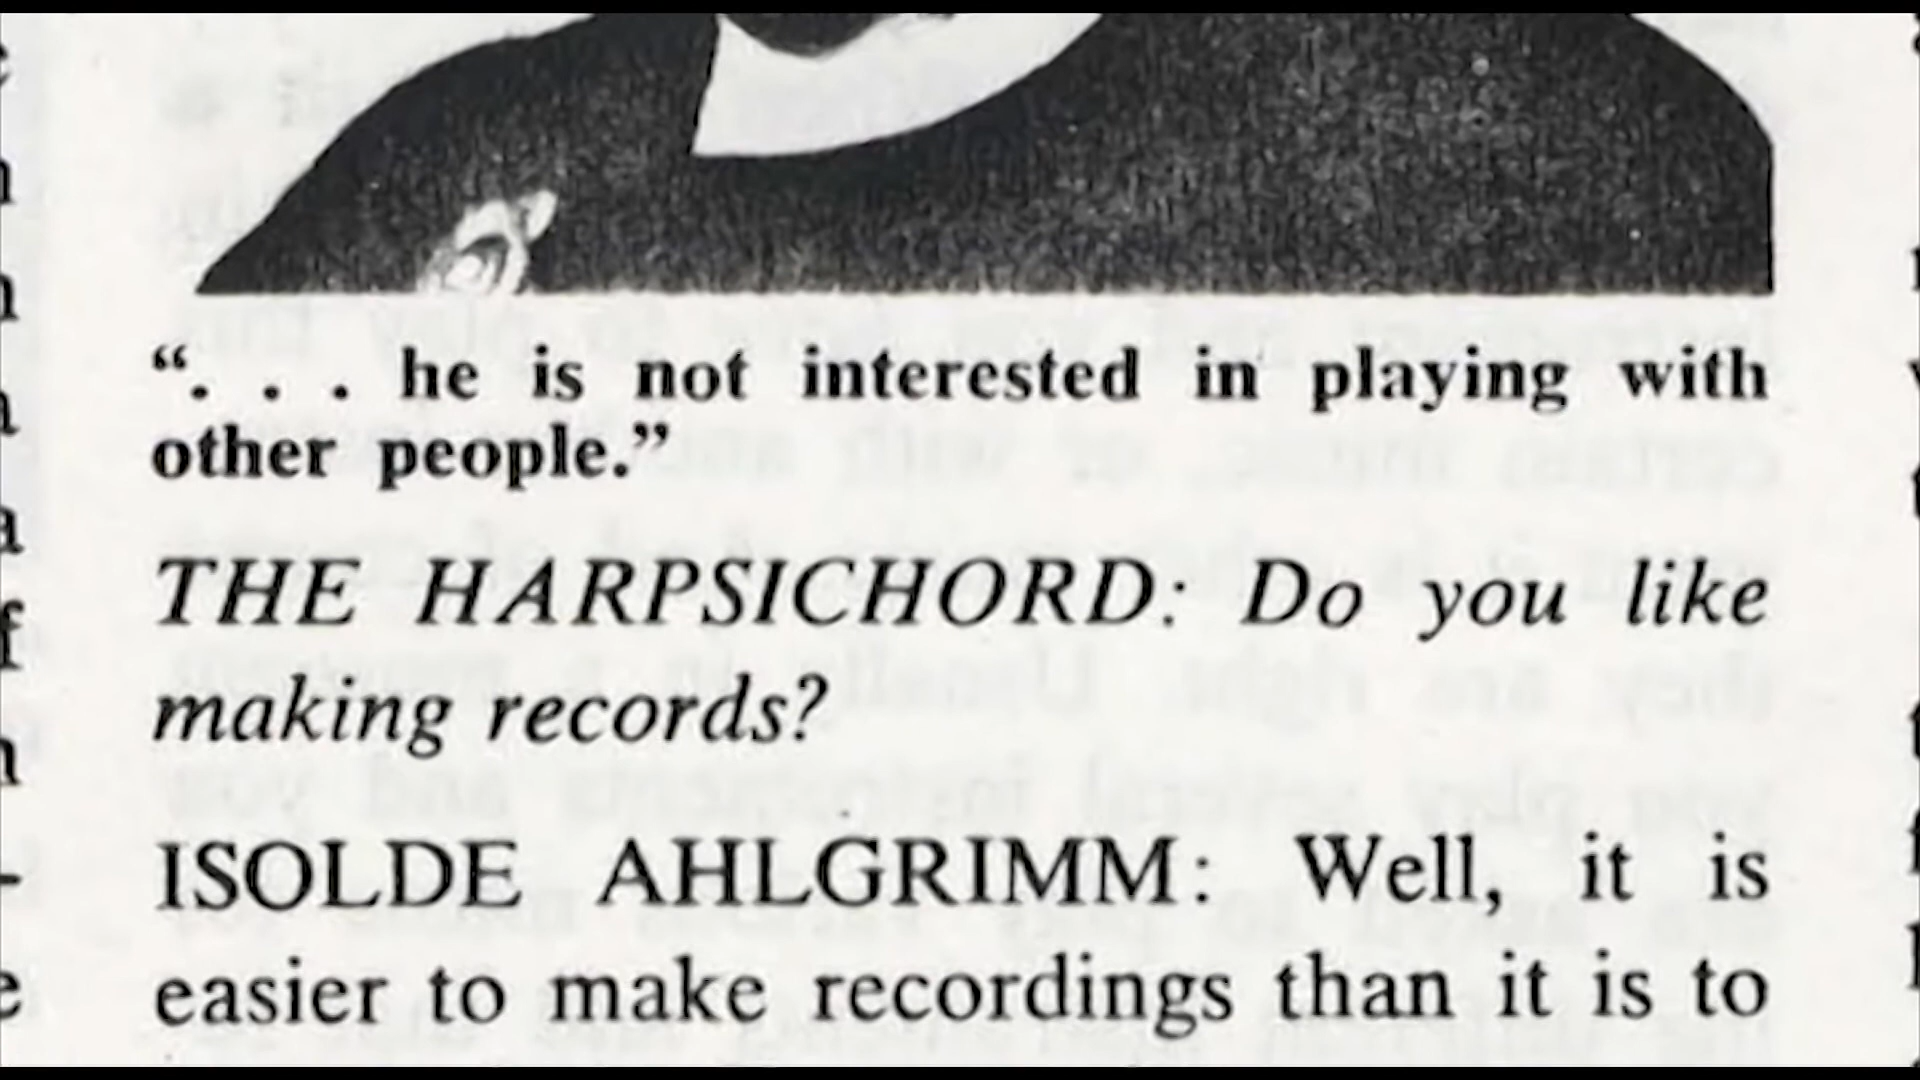 “. . . he is not interested in playing with
other people.”
THE HARPSICHORD: Do you like
making records?
ISOLDE AHLGRIMM: Well, it is
easier to make recordings than it is to